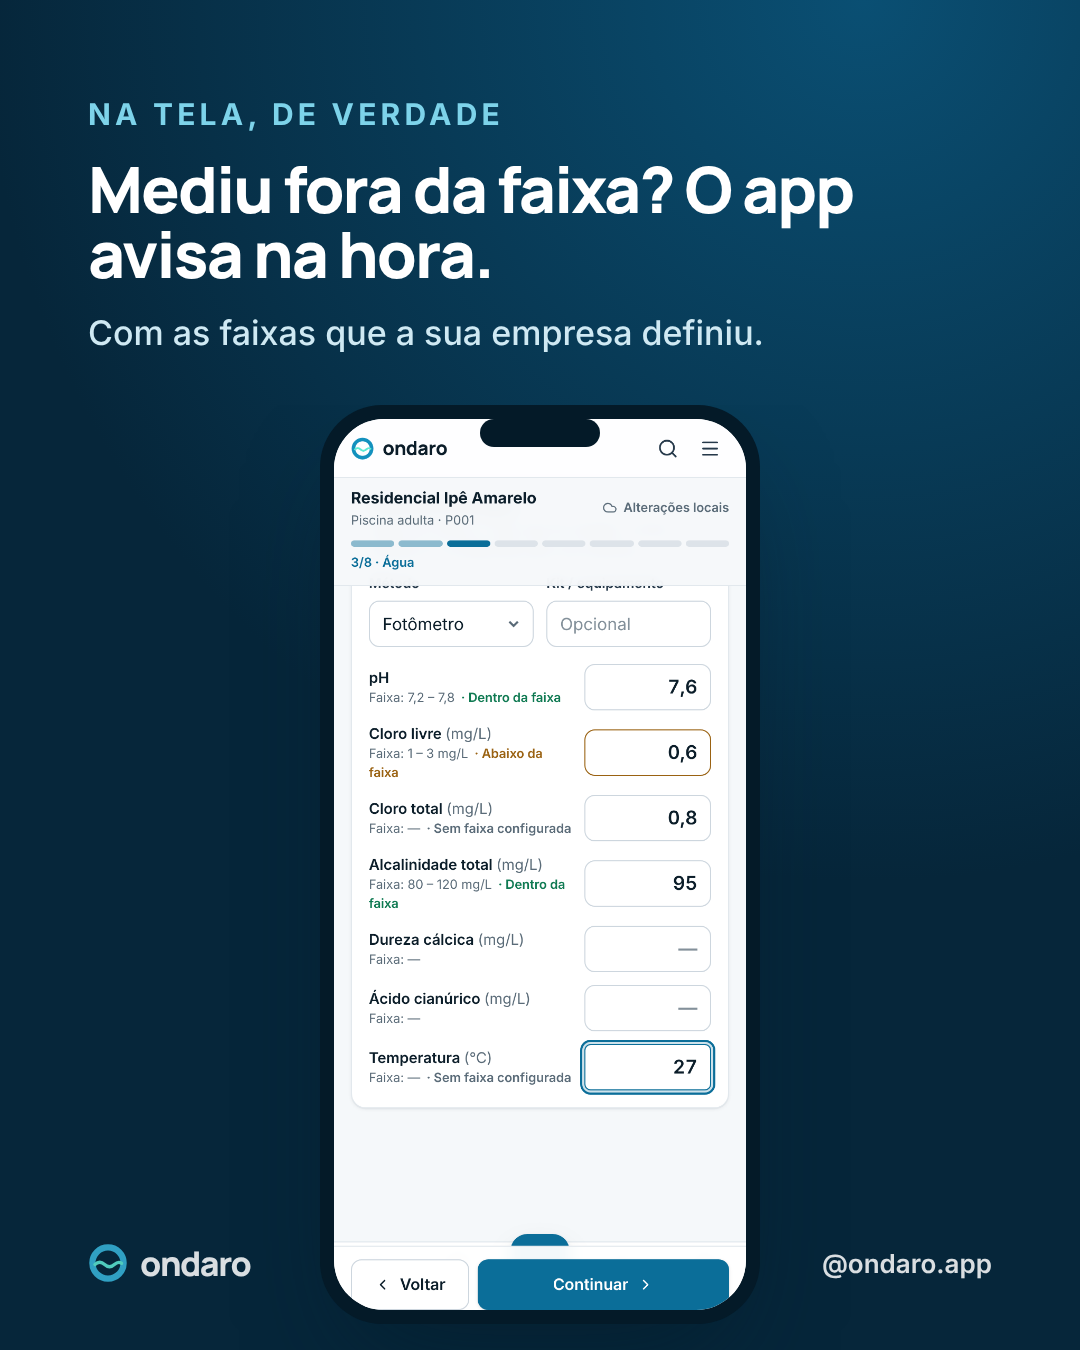 NA TELA, DE VERDADE
Mediu fora da faixa? O app
avisa na hora.
Com as faixas que a sua empresa definiu.
ondaro
Residencial Ipê Amarelo
Alterações locais
Piscina adulta · P001
3/8 · Água
Método
Kit / equipamento
Fotômetro
Opcional
pH
Faixa: 7,2 – 7,8 · Dentro da faixa
7,6
Cloro livre (mg/L)
Faixa: 1 – 3 mg/L · Abaixo da
faixa
0,6
Cloro total (mg/L)
Faixa: — · Sem faixa configurada
0,8
Alcalinidade total (mg/L)
Faixa: 80 – 120 mg/L · Dentro da
faixa
95
Dureza cálcica (mg/L)
Faixa: —
—
Ácido cianúrico (mg/L)
Faixa: —
—
Temperatura (°C)
Faixa: — · Sem faixa configurada
27
Voltar
Continuar
ondaro
@ondaro.app